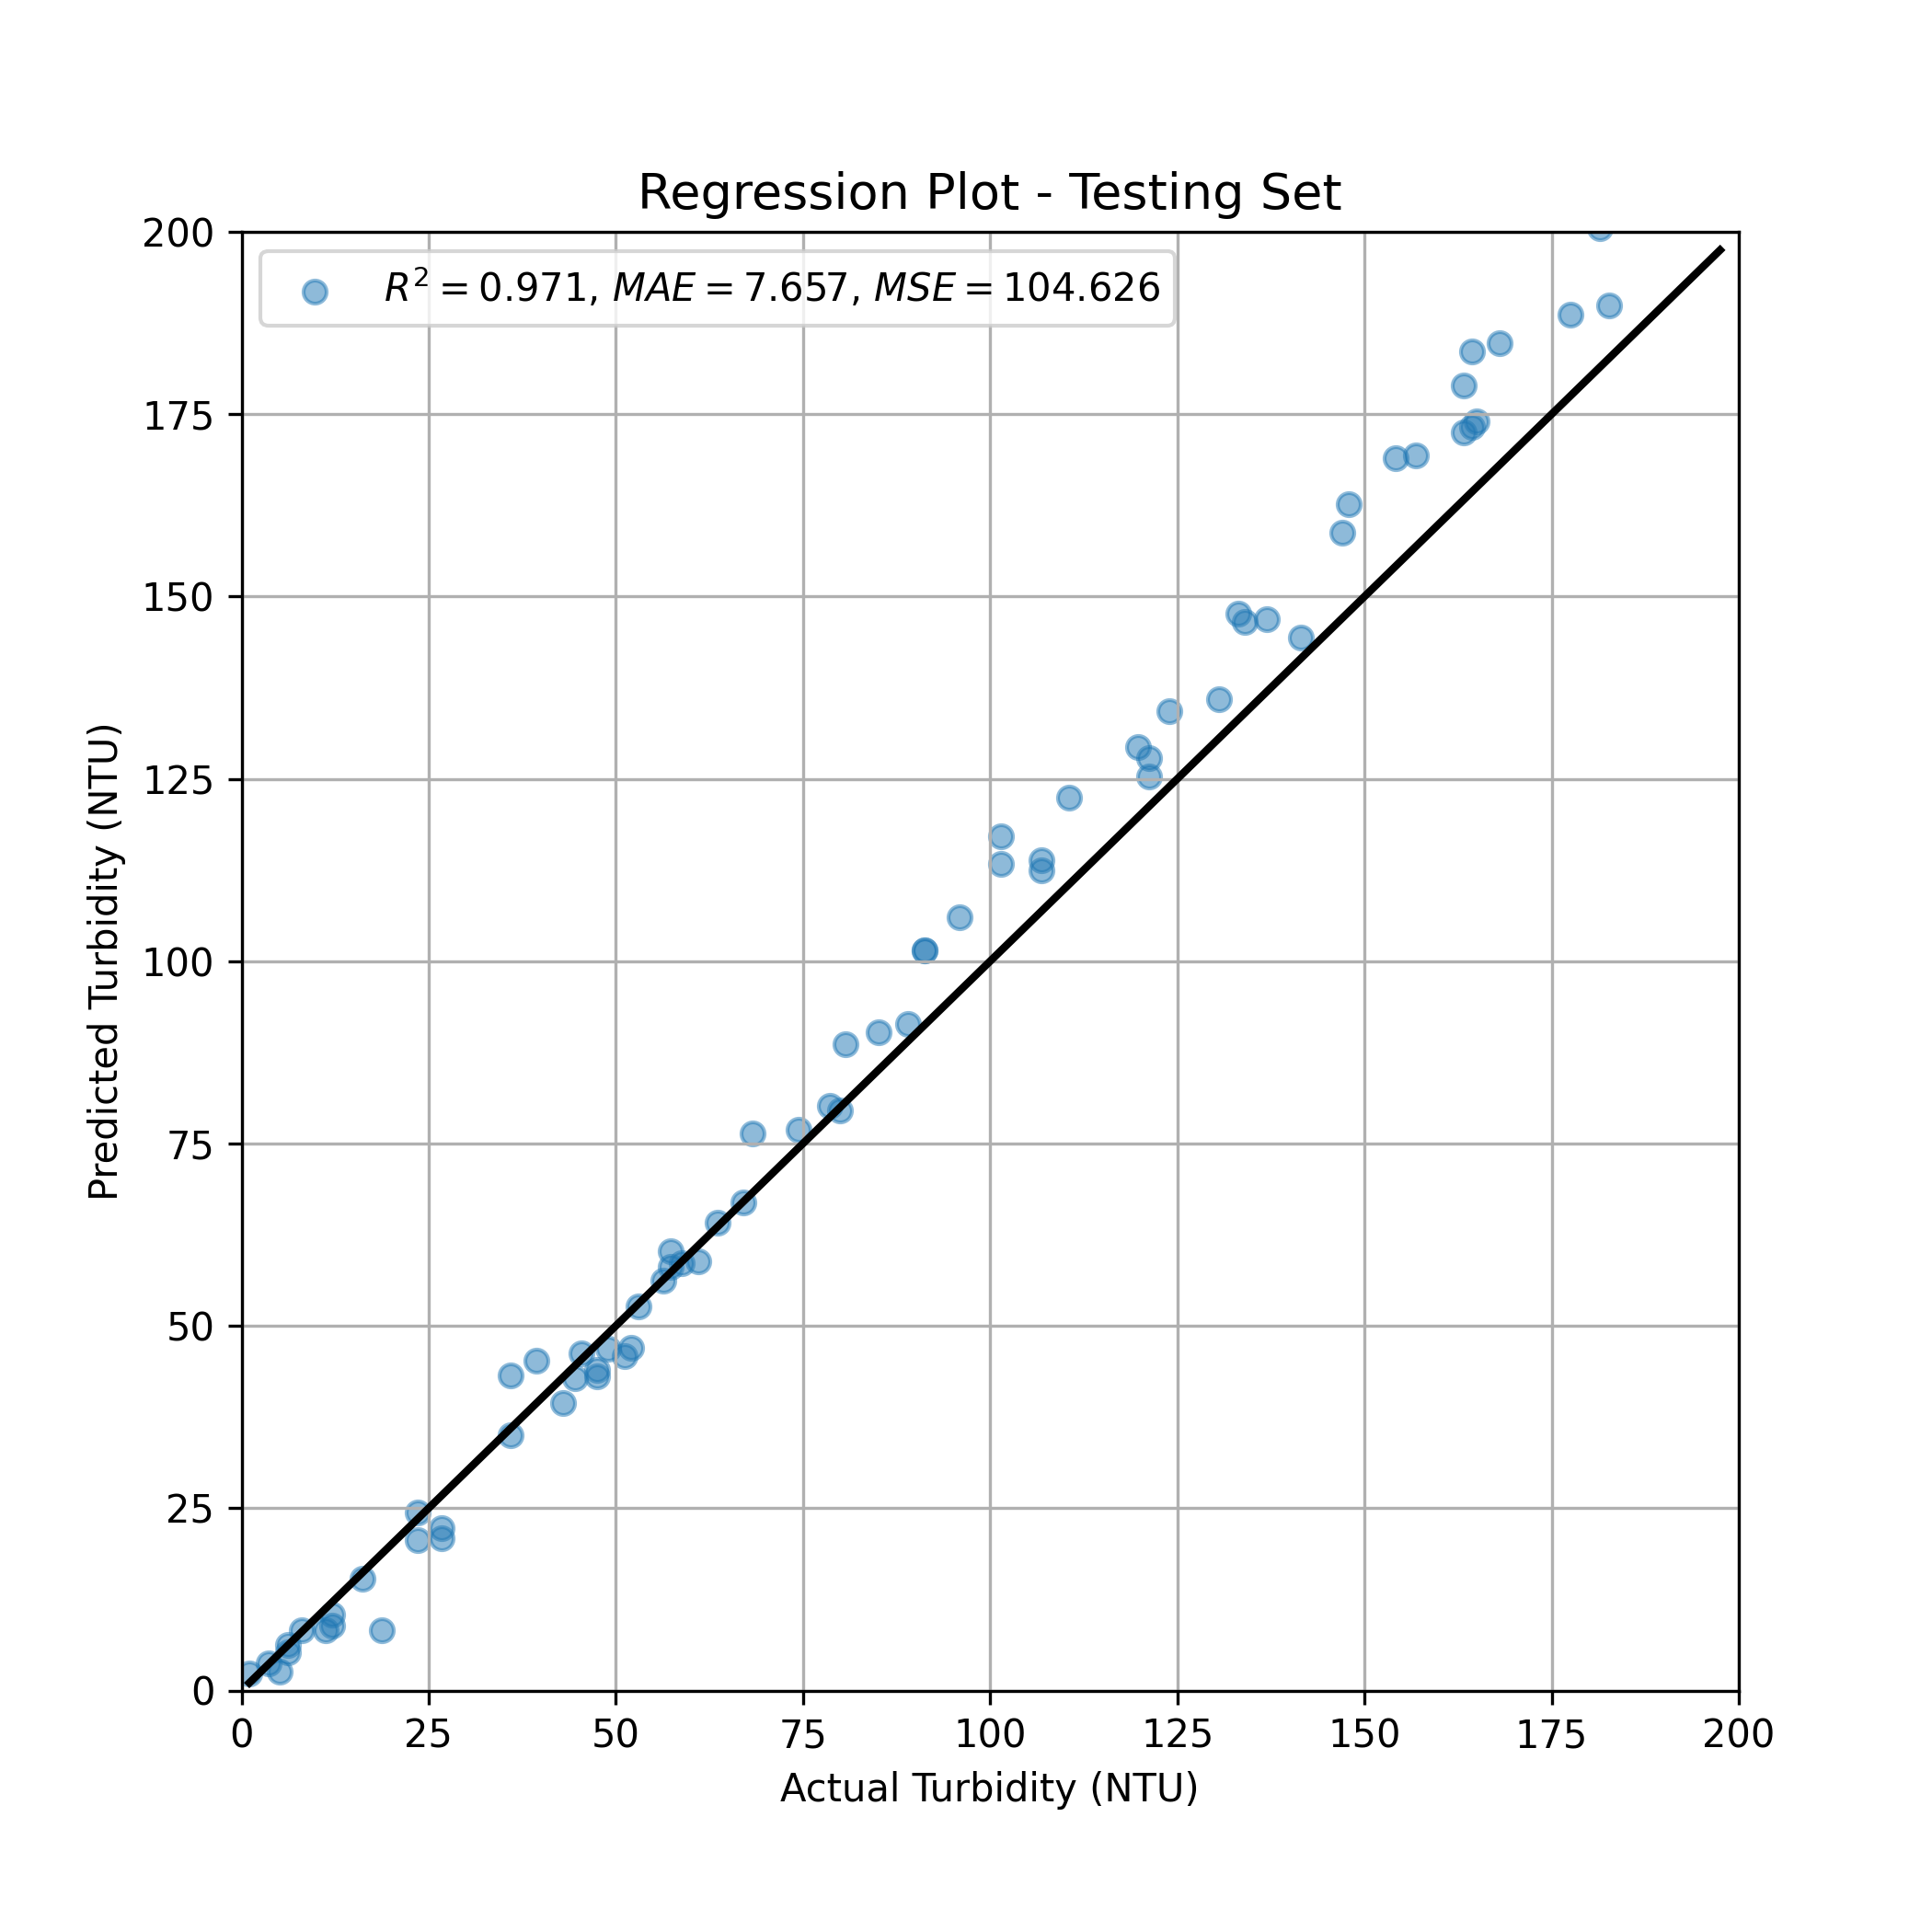 Regression Plot - Testing Set
R² = 0.971, MAE = 7.657, MSE = 104.626
Predicted Turbidity (NTU)
200
175
150
125
100
75
50
25
0
0 25 50 75 100 125 150 175 200
Actual Turbidity (NTU)